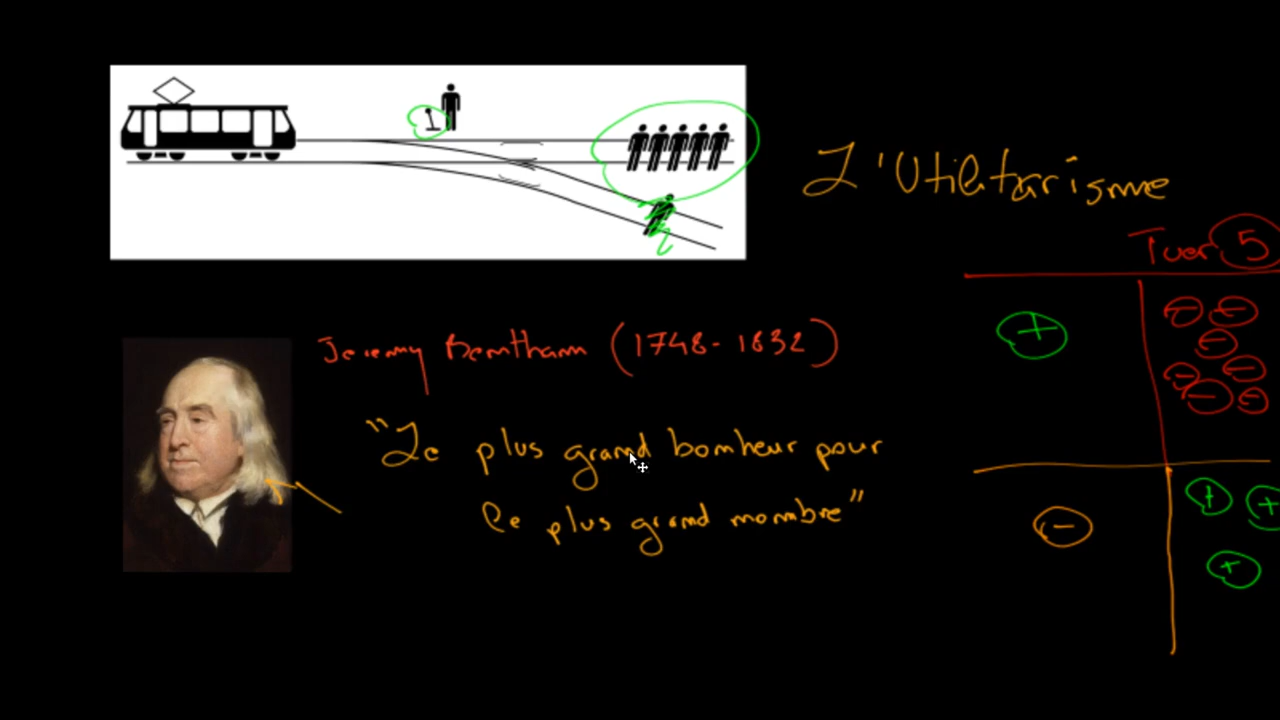 L'Utilitarisme
Tuer 5
Jeremy Bentham (1748-1832)
"Le plus grand bonheur pour
le plus grand nombre"